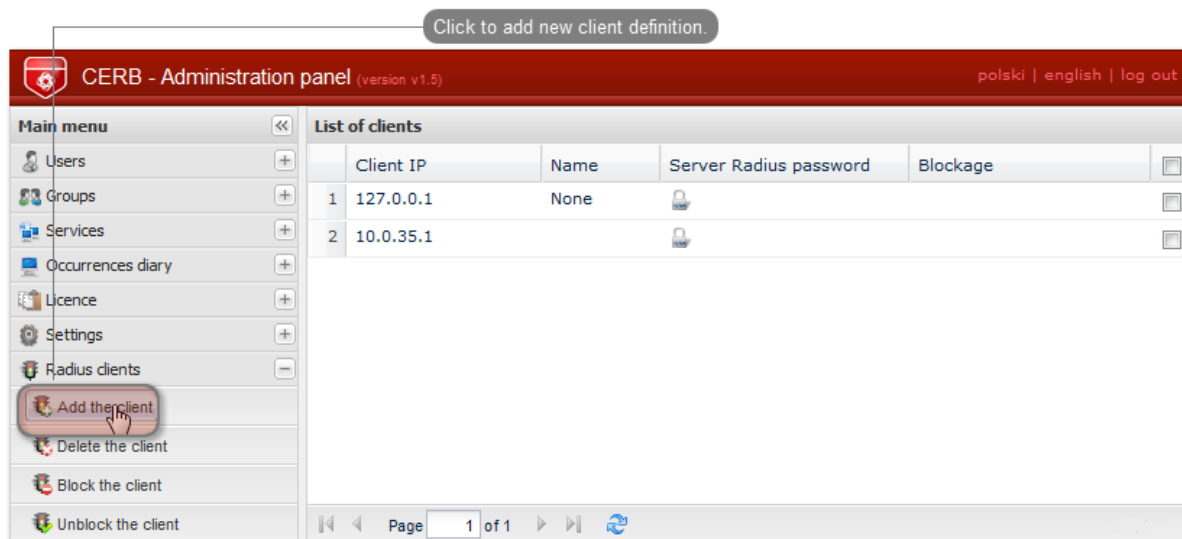 Click to add new client definition.
CERB - Administration panel (version v1.5)
polski | english | log out
Main menu
Users
Groups
Services
Occurrences diary
Licence
Settings
Radius clients
Add the client
Delete the client
Block the client
Unblock the client
List of clients
Client IP Name Server Radius password Blockage
1 127.0.0.1 None
2 10.0.35.1
Page 1 of 1